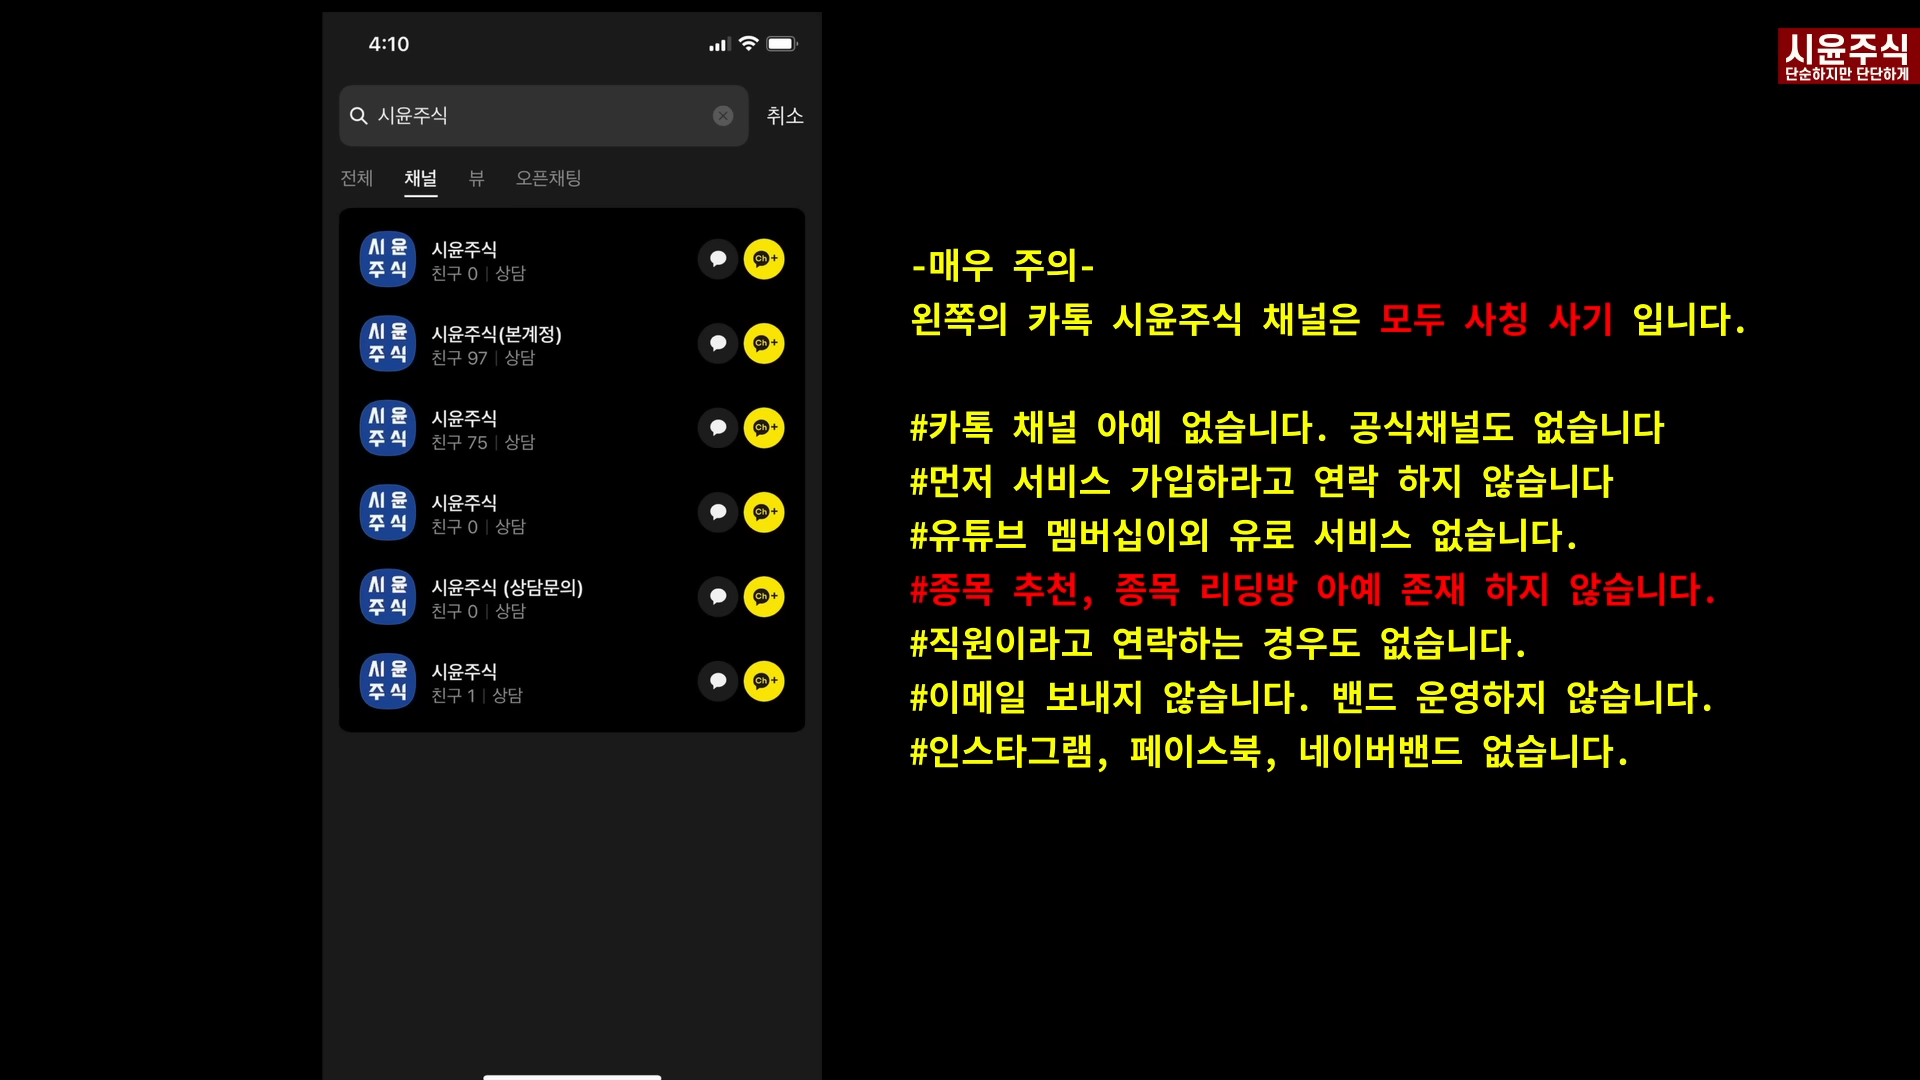 4:10
시윤주식
취소
전체 채널 뷰 오픈채팅
시윤
주식
시윤주식
친구 0 | 상담
Ch+
시윤
주식
시윤주식(본계정)
친구 97 | 상담
Ch+
시윤
주식
시윤주식
친구 75 | 상담
Ch+
시윤
주식
시윤주식
친구 0 | 상담
Ch+
시윤
주식
시윤주식 (상담문의)
친구 0 | 상담
Ch+
시윤
주식
시윤주식
친구 1 | 상담
Ch+
시윤주식
단순하지만 단단하게
-매우 주의-
왼쪽의 카톡 시윤주식 채널은 모두 사칭 사기 입니다.
#카톡 채널 아예 없습니다. 공식채널도 없습니다
#먼저 서비스 가입하라고 연락 하지 않습니다
#유튜브 멤버십이외 유로 서비스 없습니다.
#종목 추천, 종목 리딩방 아예 존재 하지 않습니다.
#직원이라고 연락하는 경우도 없습니다.
#이메일 보내지 않습니다. 밴드 운영하지 않습니다.
#인스타그램, 페이스북, 네이버밴드 없습니다.